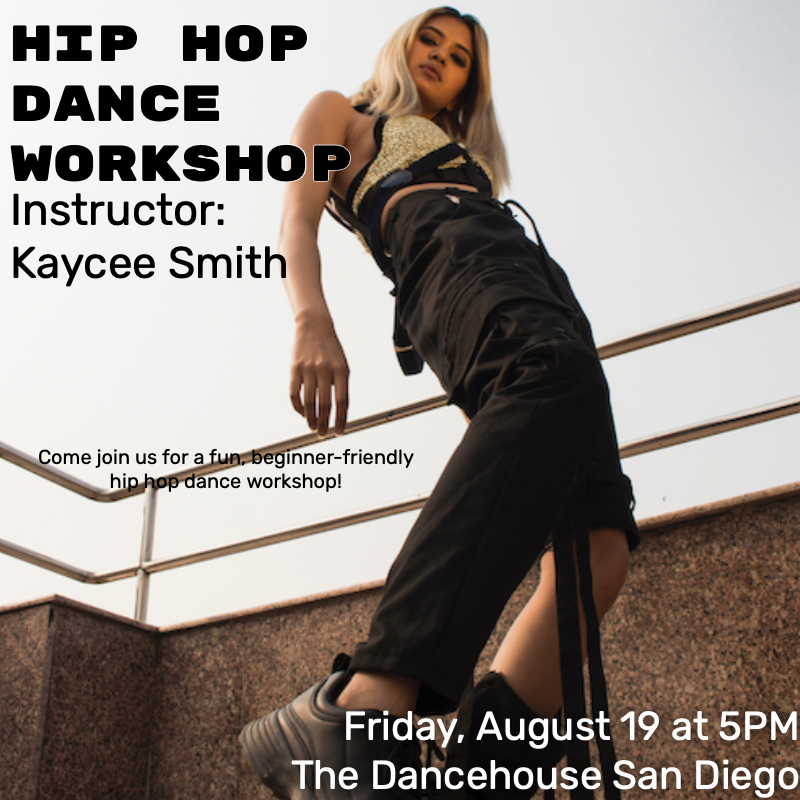 HIP HOP
DANCE
WORKSHOP
Instructor:
Kaycee Smith
Come join us for a fun, beginner-friendly
hip hop dance workshop!
Friday, August 19 at 5PM
The Dancehouse San Diego